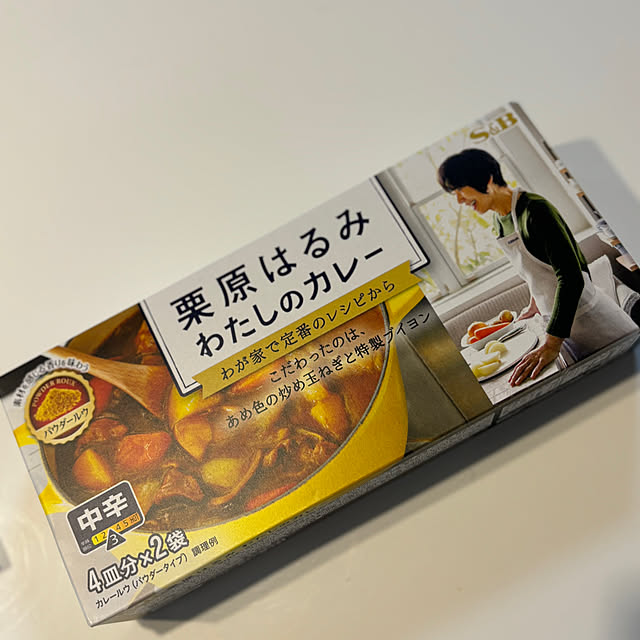 S&B
栗原はるみ
わたしのカレー
わが家で定番のレシピから
こだわったのは、
あめ色の炒め玉ねぎと特製ブイヨン
POWDER ROUX
パウダールウ
中辛
1 2 3 4 5
4皿分×2袋
カレールウ（パウダータイプ） 調理例